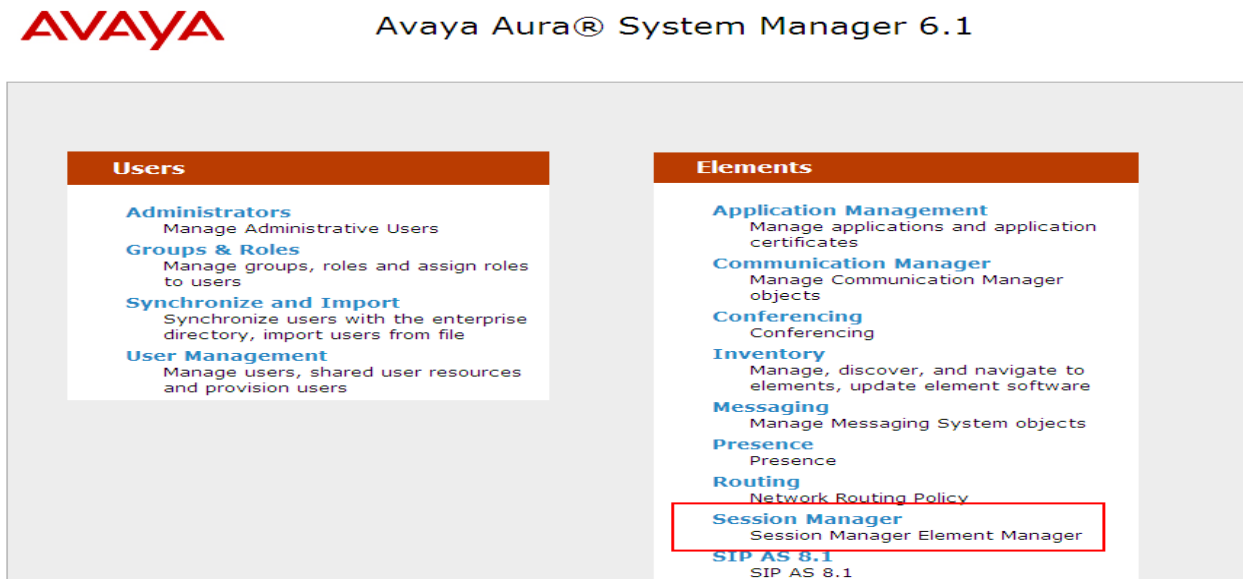 AVAYA
Avaya Aura® System Manager 6.1
Users
Administrators
Manage Administrative Users
Groups & Roles
Manage groups, roles and assign roles
to users
Synchronize and Import
Synchronize users with the enterprise
directory, import users from file
User Management
Manage users, shared user resources
and provision users
Elements
Application Management
Manage applications and application
certificates
Communication Manager
Manage Communication Manager
objects
Conferencing
Conferencing
Inventory
Manage, discover, and navigate to
elements, update element software
Messaging
Manage Messaging System objects
Presence
Presence
Routing
Network Routing Policy
Session Manager
Session Manager Element Manager
SIP AS 8.1
SIP AS 8.1